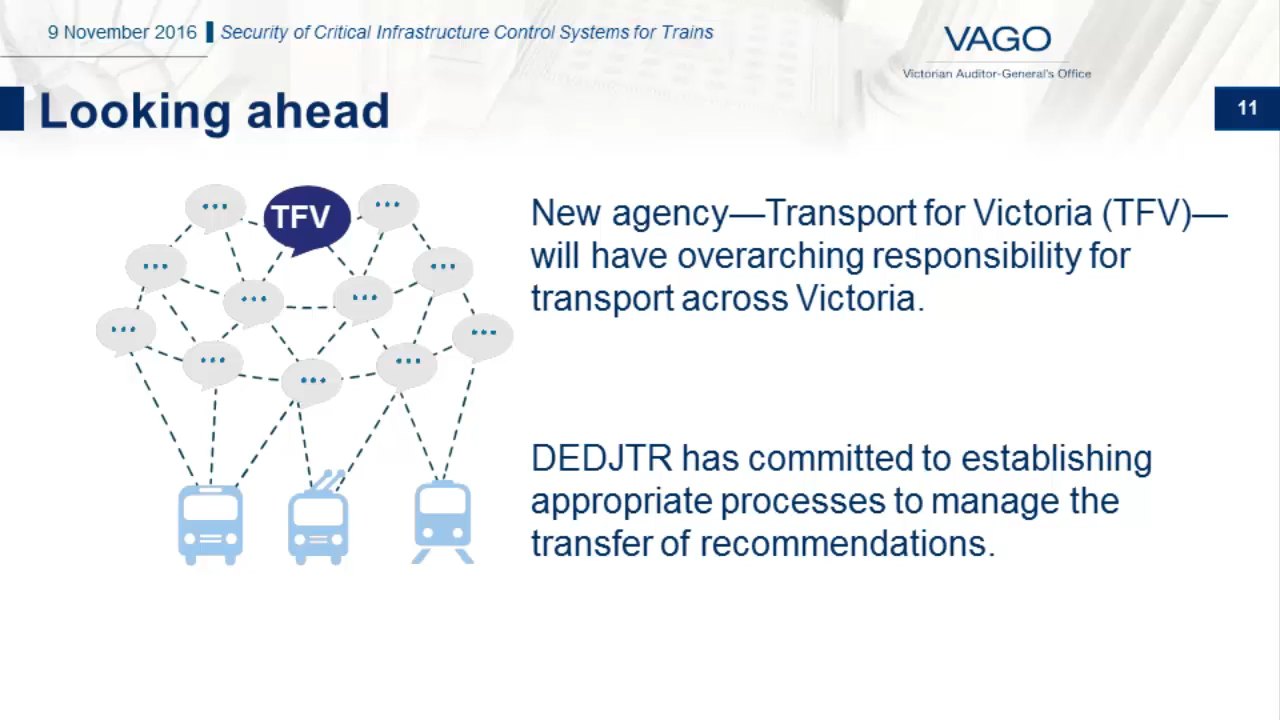 9 November 2016 Security of Critical Infrastructure Control Systems for Trains
VAGO
Victorian Auditor-General's Office
Looking ahead
11
TFV
New agency—Transport for Victoria (TFV)—
will have overarching responsibility for
transport across Victoria.
DEDJTR has committed to establishing
appropriate processes to manage the
transfer of recommendations.